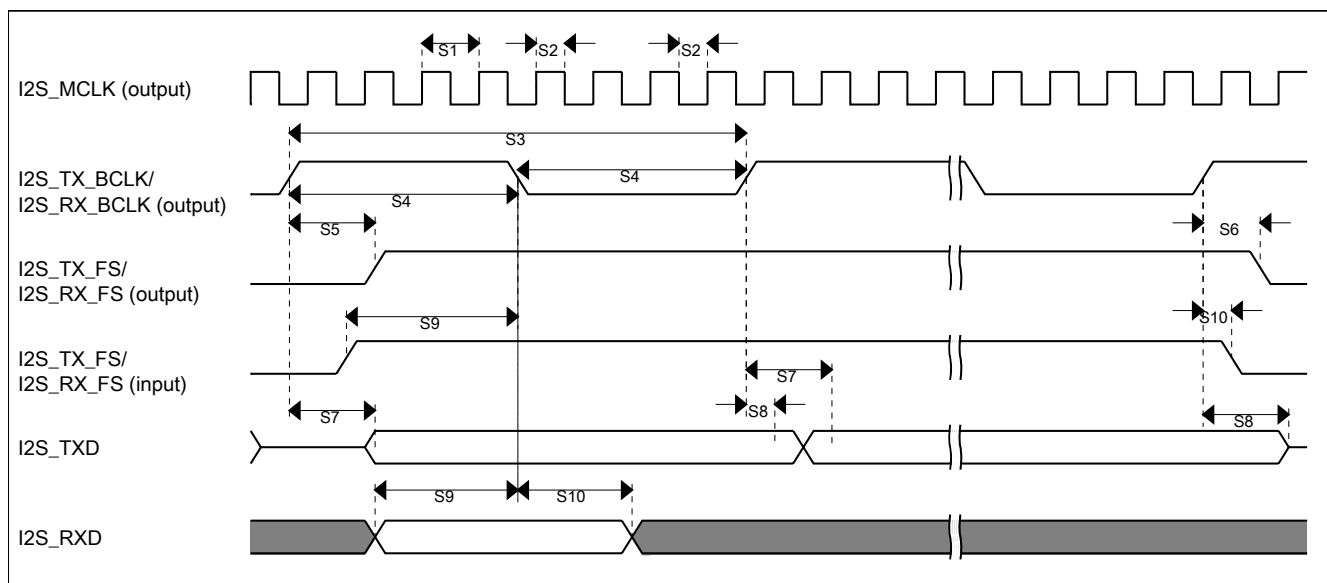 S1
S2
S2
I2S_MCLK (output)
S3
I2S_TX_BCLK/
I2S_RX_BCLK (output)
S4
S4
S5
S6
I2S_TX_FS/
I2S_RX_FS (output)
S9
S10
I2S_TX_FS/
I2S_RX_FS (input)
S7
S8
S7
S8
I2S_TXD
S9
S10
I2S_RXD